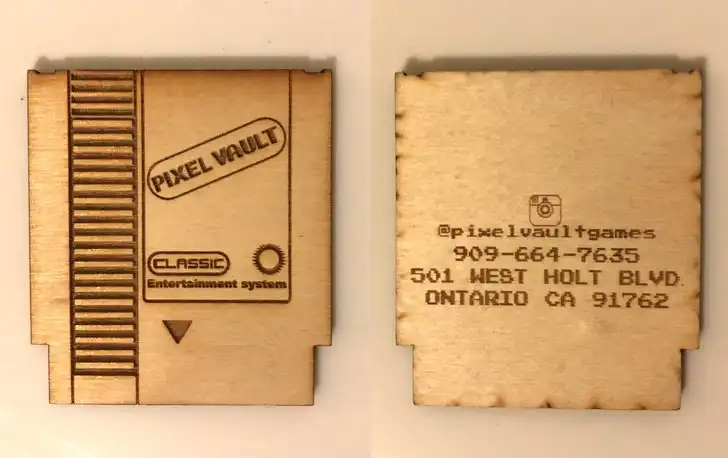 PIXEL VAULT
CLASSIC
Entertainment system
@pixelvaultgames
909-664-7635
501 WEST HOLT BLVD.
ONTARIO CA 91762